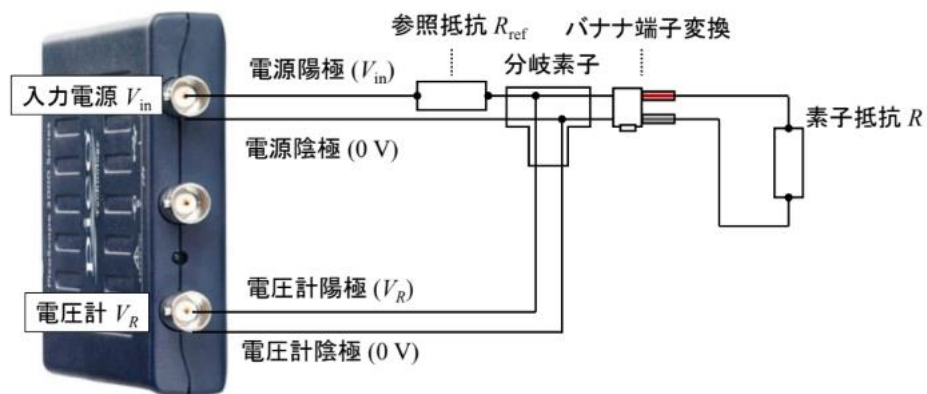 参照抵抗 Rref
バナナ端子変換
電源陽極 (Vin)
分岐素子
入力電源 Vin
素子抵抗 R
電源陰極 (0 V)
電圧計陽極 (VR)
電圧計 VR
電圧計陰極 (0 V)